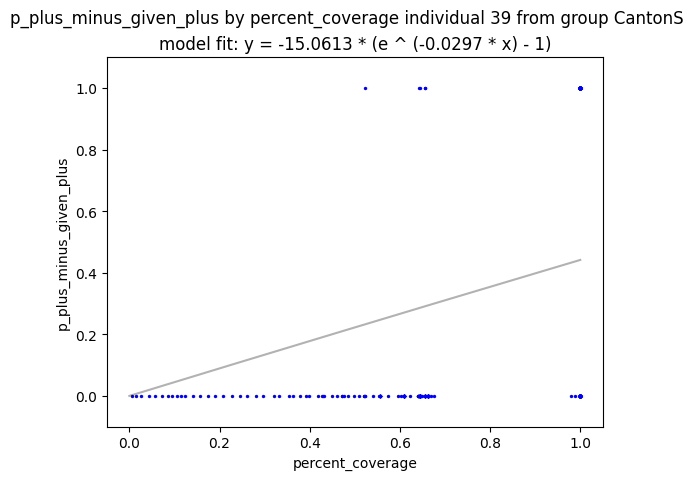 p_plus_minus_given_plus by percent_coverage individual 39 from group CantonS
model fit: y = -15.0613 * (e ^ (-0.0297 * x) - 1)
1.0
0.8
0.6
0.4
0.2
0.0
p_plus_minus_given_plus
0.0 0.2 0.4 0.6 0.8 1.0
percent_coverage